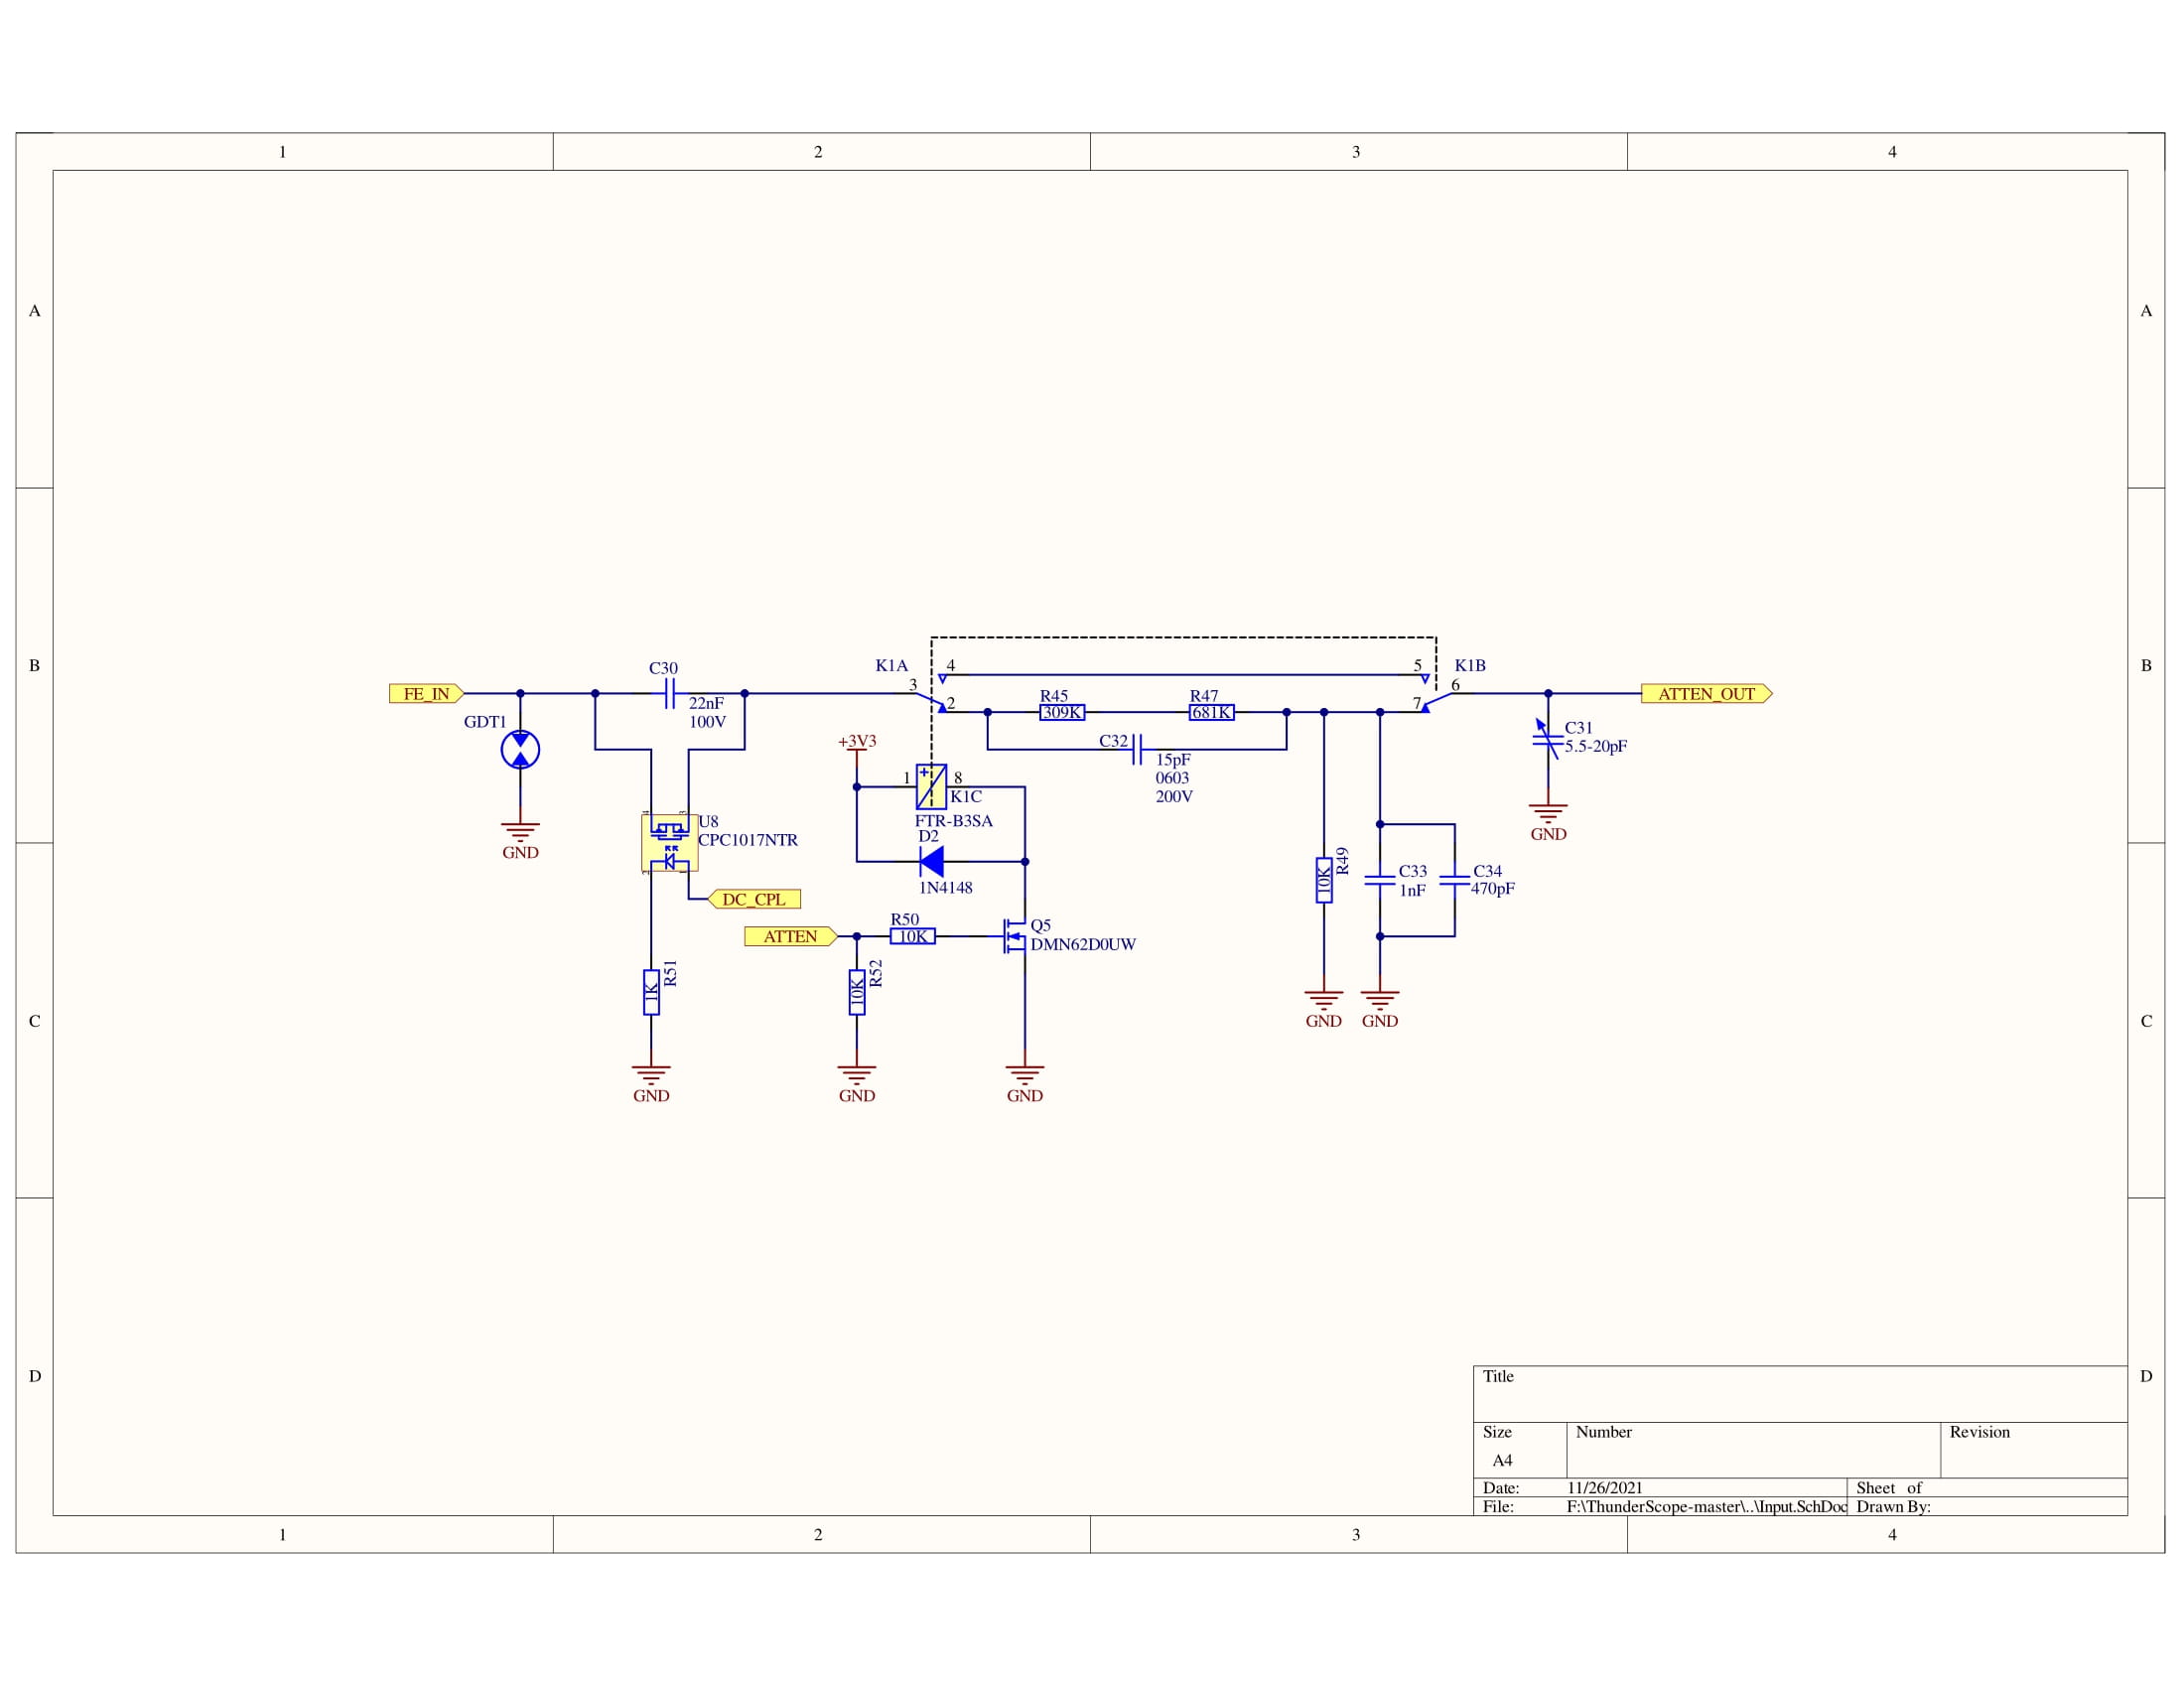 1 2 3 4
A A
B B
C C
D D
FE_IN
GDT1
GND
C30
22nF
100V
U8
CPC1017NTR
4 3
2 1
DC_CPL
R51
1K
GND
K1A
3
4
2
+3V3
1 8
K1C
FTR-B3SA
D2
1N4148
ATTEN
R50
10K
R52
10K
GND
Q5
DMN62D0UW
GND
R45
309K
R47
681K
C32
15pF
0603
200V
5 K1B
6
7
R49
10K
GND
C33
1nF
C34
470pF
GND
C31
5.5-20pF
GND
ATTEN_OUT
Title
Size Number Revision
A4
Date: 11/26/2021 Sheet of
File: F:\ThunderScope-master\..\Input.SchDoc Drawn By:
1 2 3 4